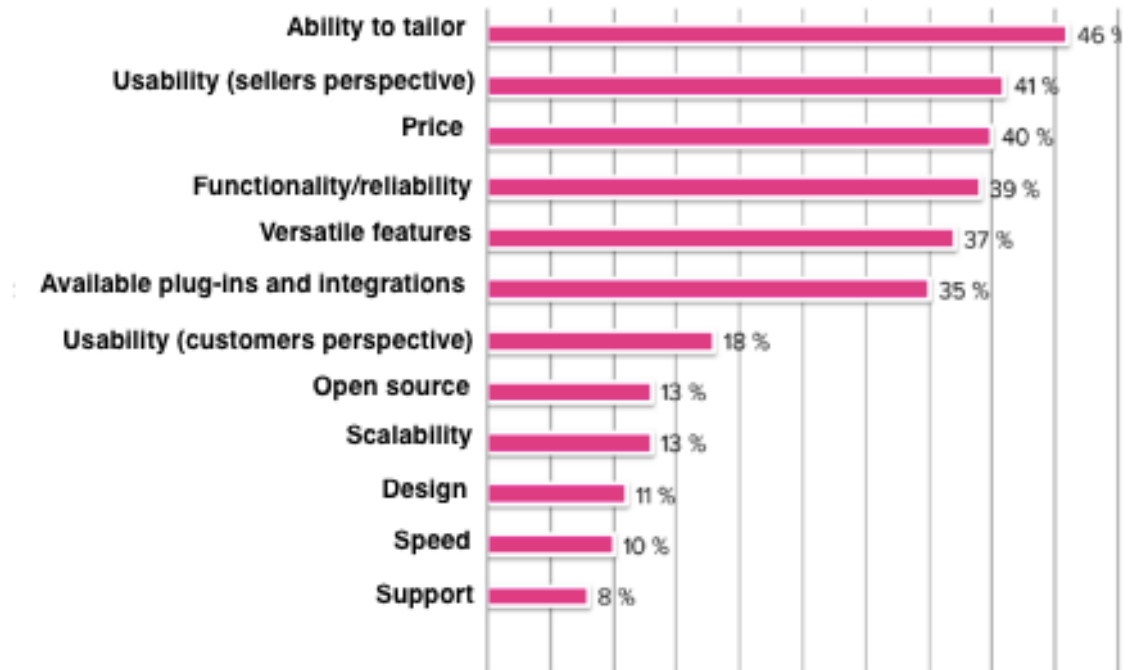 Ability to tailor 46 %
Usability (sellers perspective) 41 %
Price 40 %
Functionality/reliability 39 %
Versatile features 37 %
Available plug-ins and integrations 35 %
Usability (customers perspective) 18 %
Open source 13 %
Scalability 13 %
Design 11 %
Speed 10 %
Support 8 %